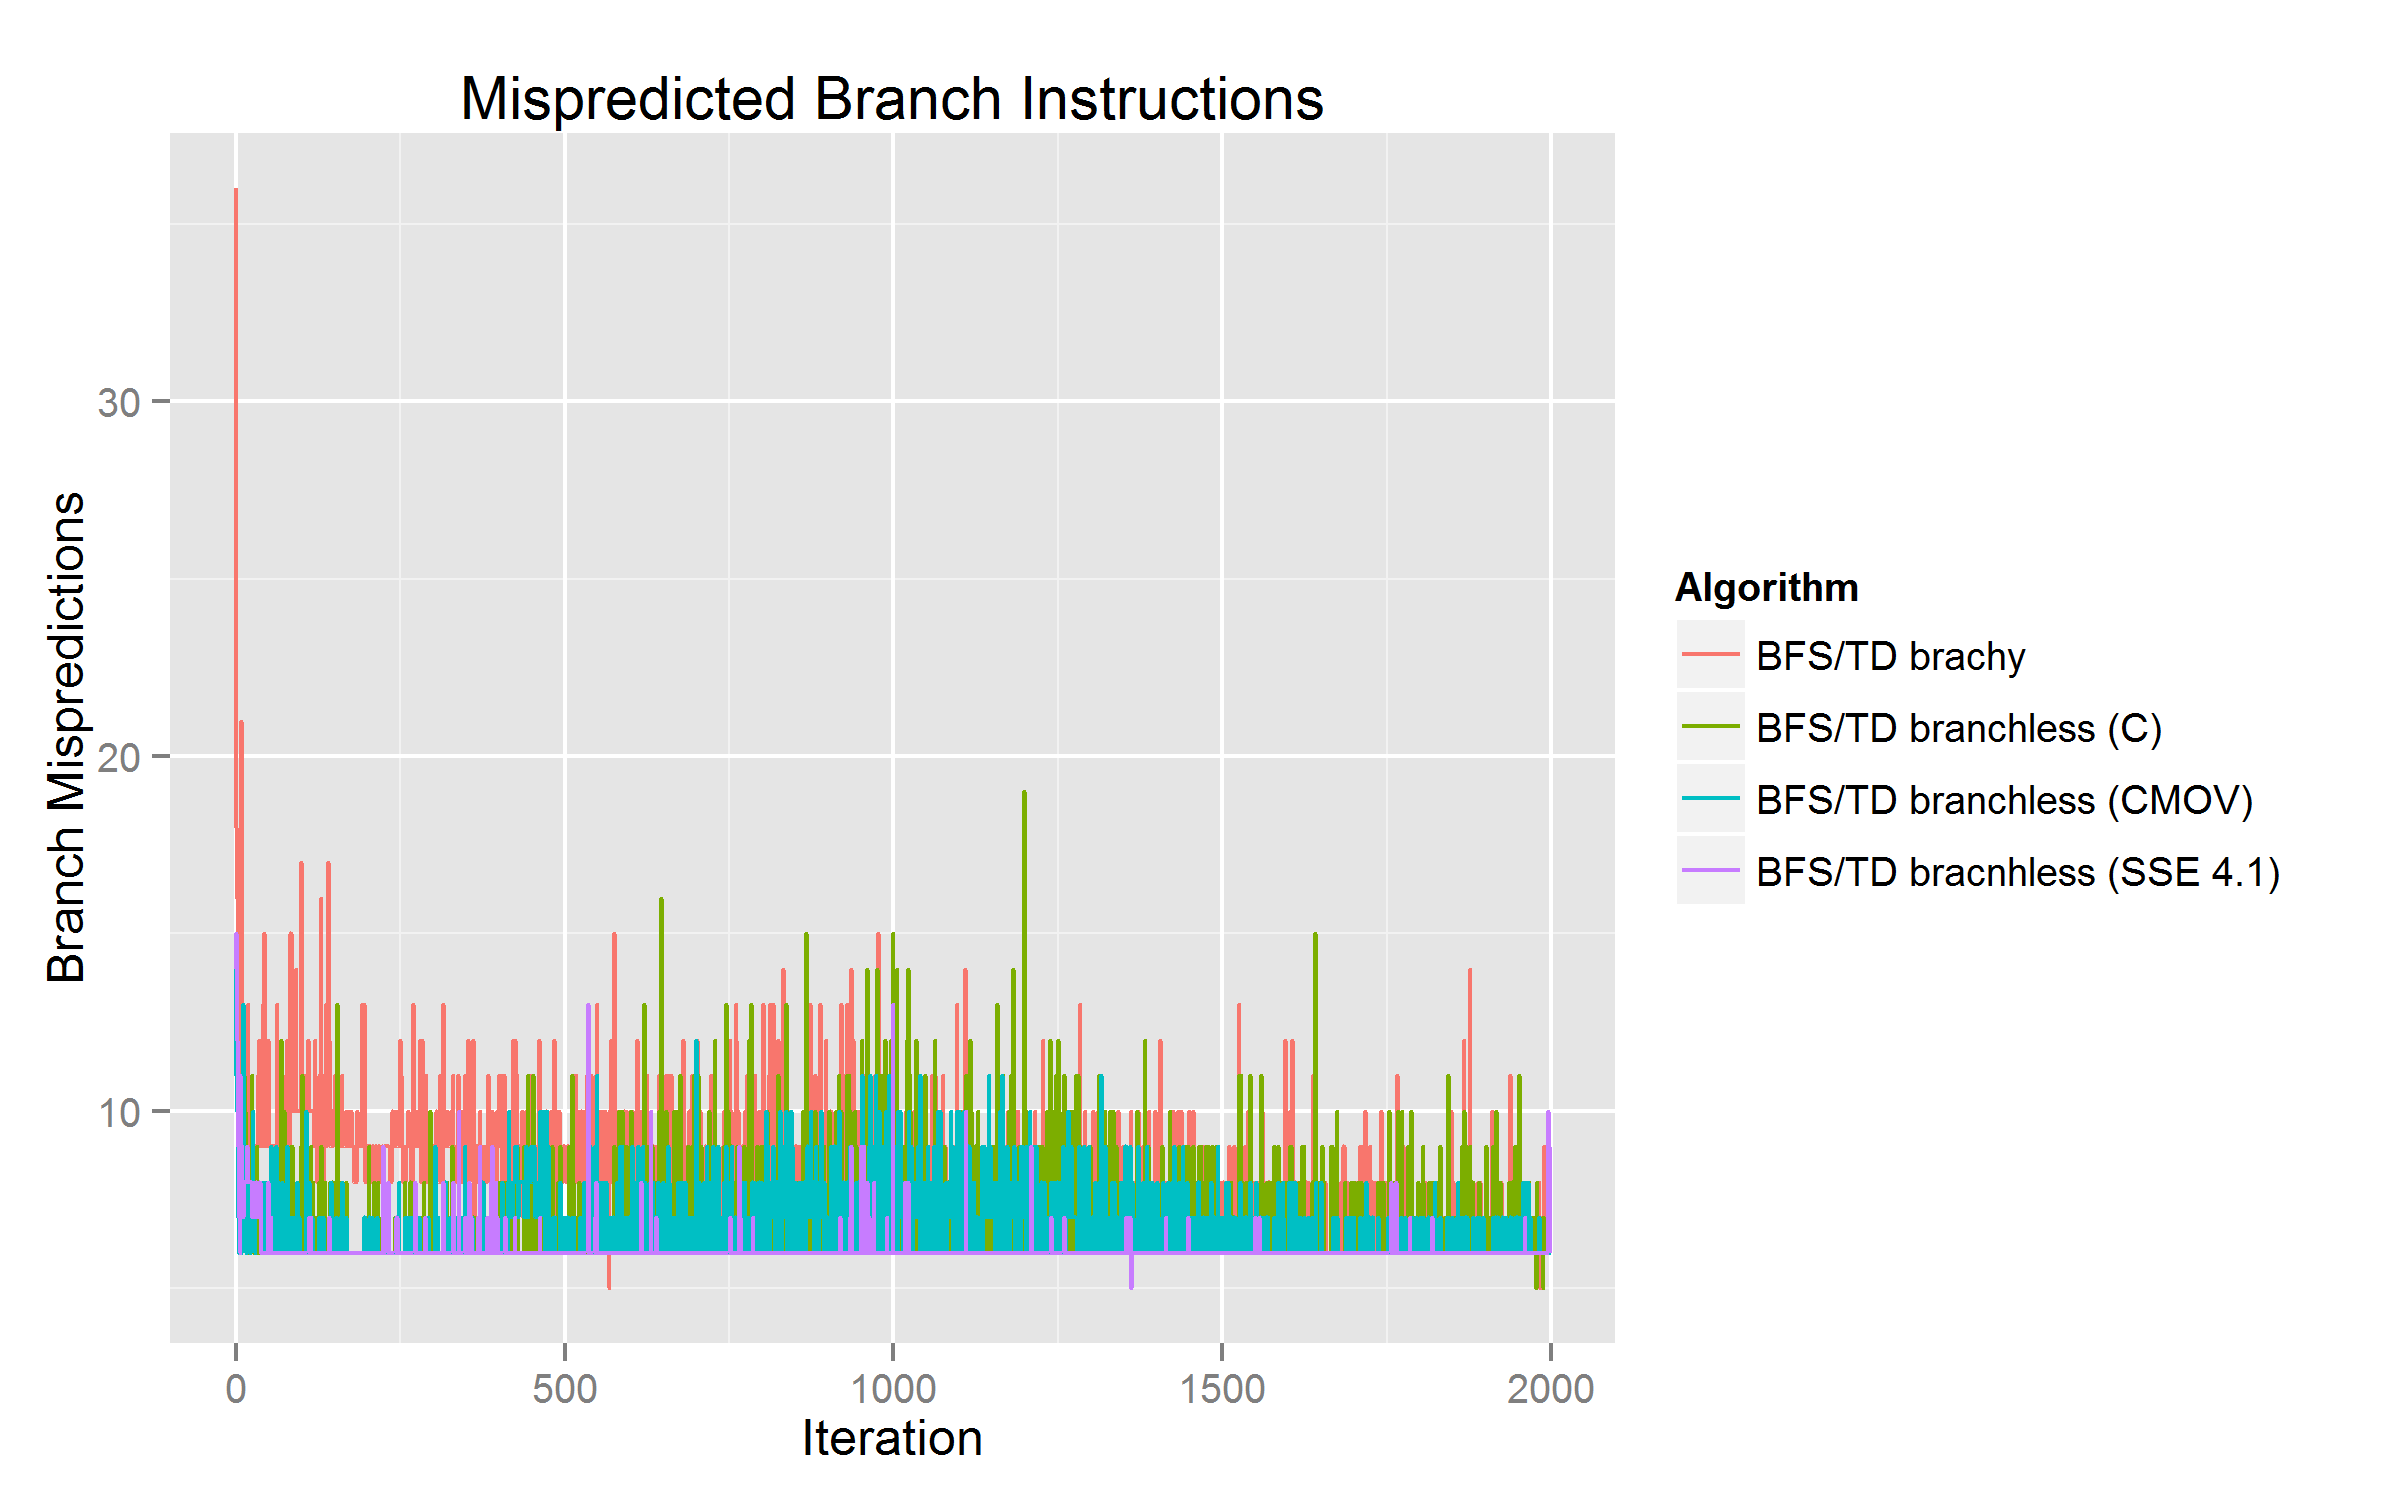 Mispredicted Branch Instructions
Branch Mispredictions
30
20
10
0
500
1000
1500
2000
Iteration
Algorithm
BFS/TD brachy
BFS/TD branchless (C)
BFS/TD branchless (CMOV)
BFS/TD bracnhless (SSE 4.1)